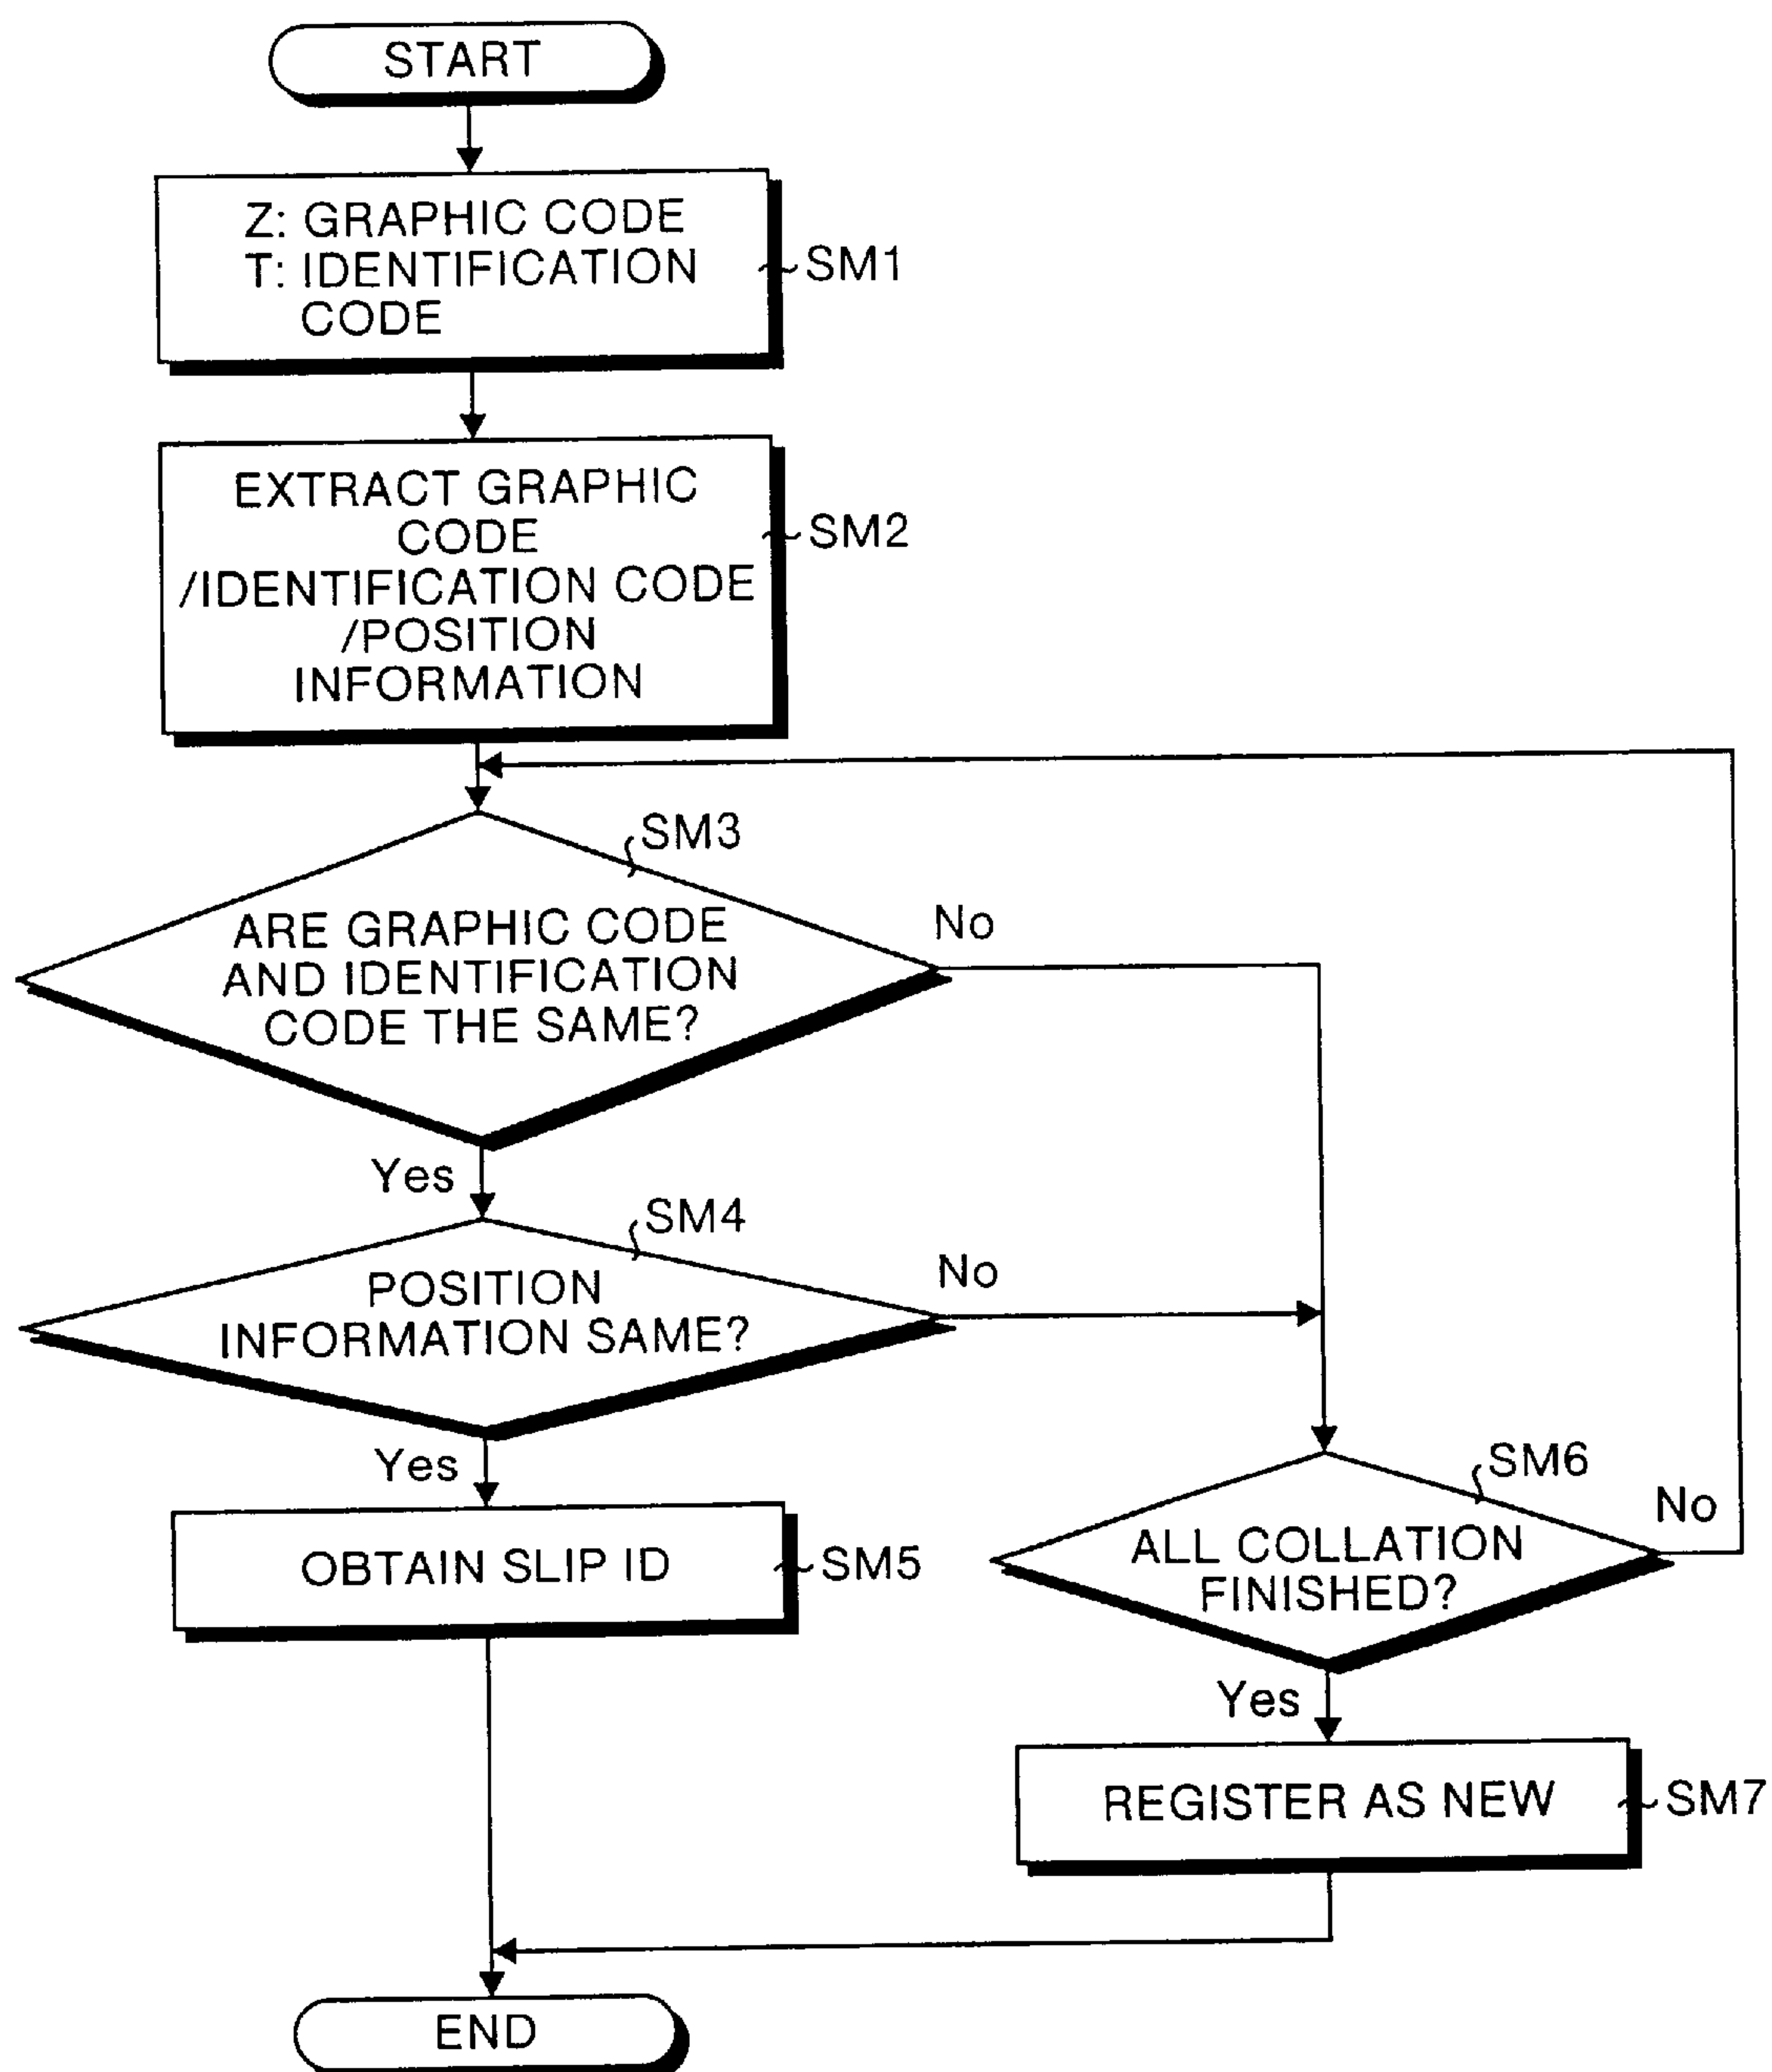 START
Z: GRAPHIC CODE
T: IDENTIFICATION
CODE
SM1
EXTRACT GRAPHIC
CODE
/IDENTIFICATION CODE
/POSITION
INFORMATION
SM2
SM3
ARE GRAPHIC CODE
AND IDENTIFICATION
CODE THE SAME?
No
Yes
SM4
POSITION
INFORMATION SAME?
No
Yes
OBTAIN SLIP ID
SM5
SM6
ALL COLLATION
FINISHED?
No
Yes
REGISTER AS NEW
SM7
END